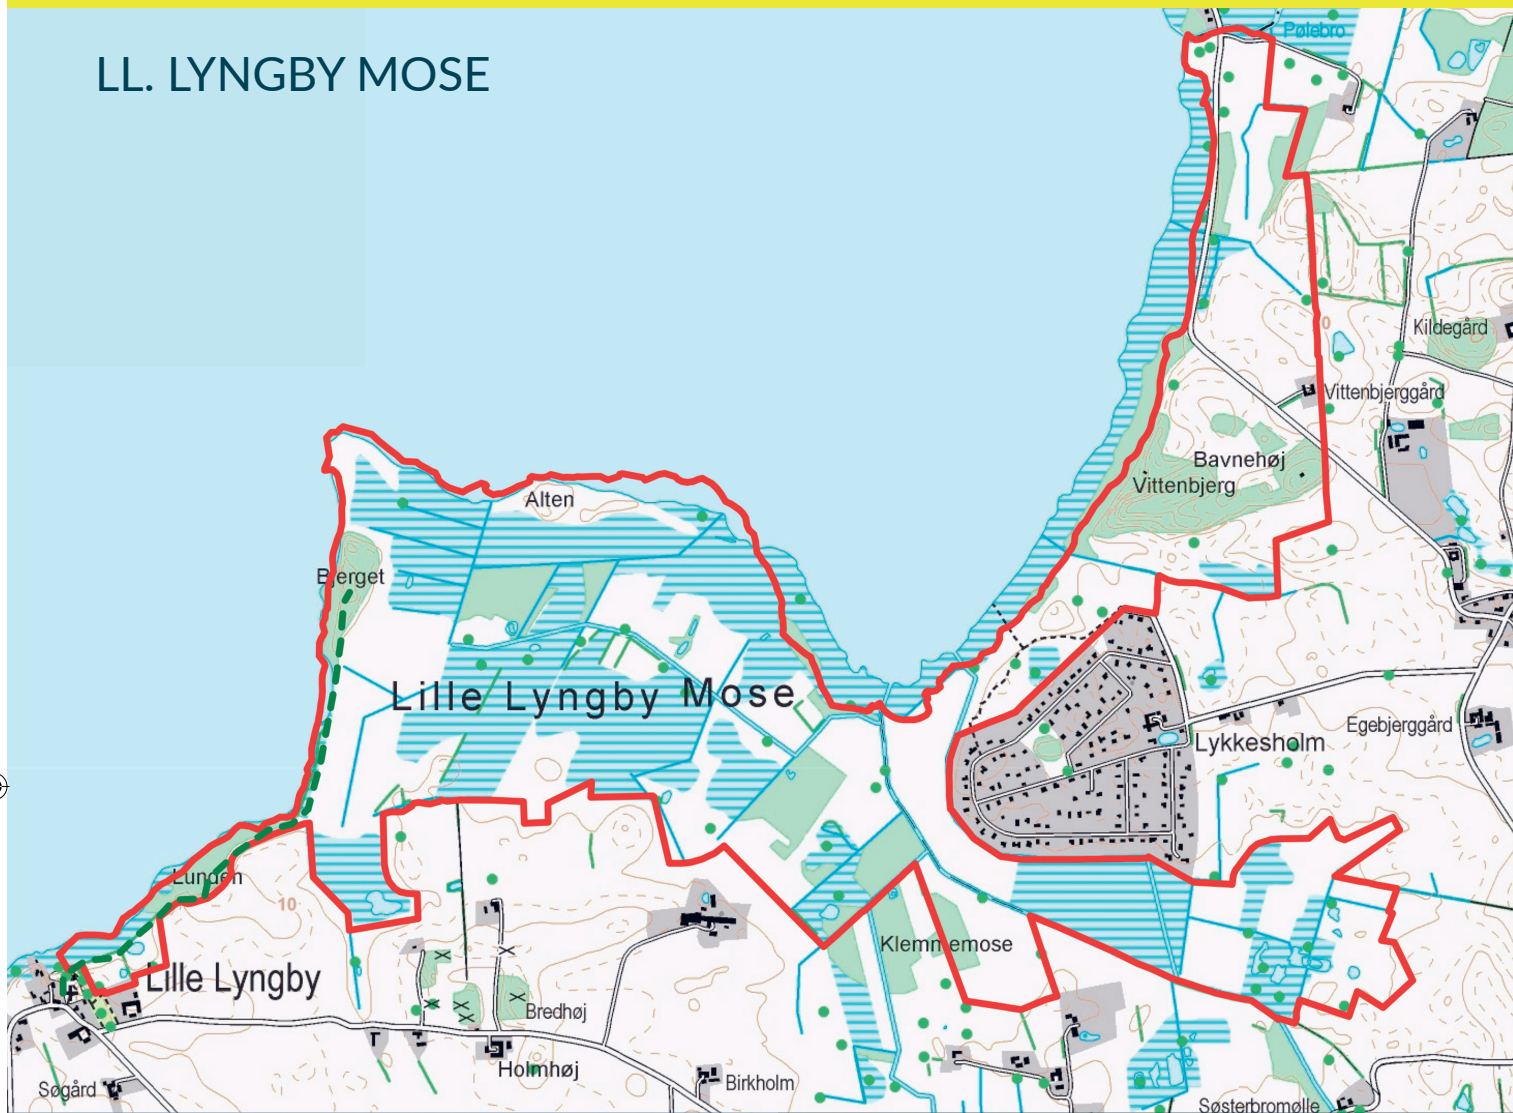 LL. LYNGBY MOSE
Pølebro
Kildegård
0
Vittenbjerggård
Bavnehøj
Vittenbjerg
Alten
Bjerget
Lille Lyngby Mose
Lykkesholm
Egebjerggård
Lunden
10
Klemmemose
Lille Lyngby
Bredhøj
Holmhøj
Søgård
Birkholm
Søsterbromølle